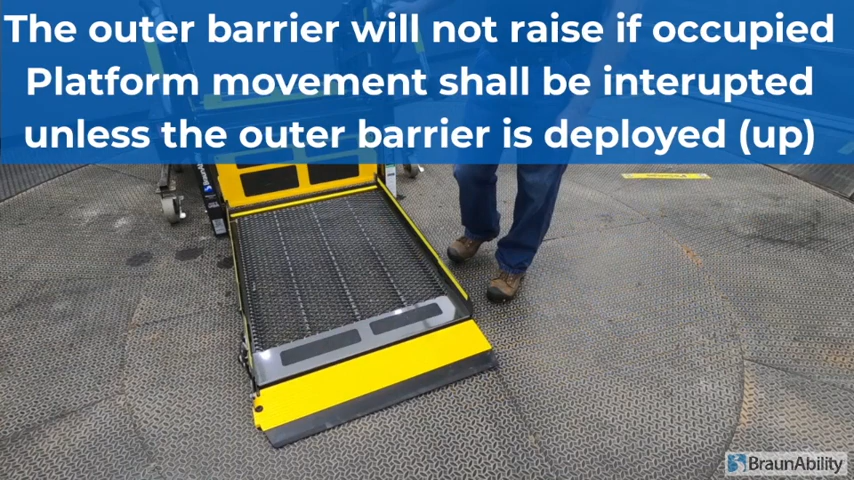 The outer barrier will not raise if occupied
Platform movement shall be interupted
unless the outer barrier is deployed (up)
BraunAbility